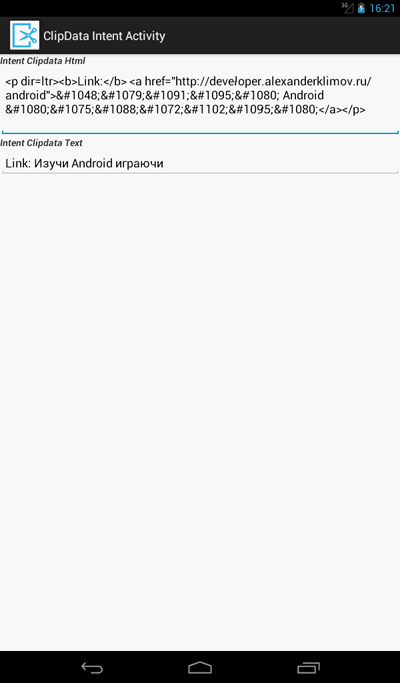 3G 16:21
ClipData Intent Activity
Intent Clipdata Html
<p dir=ltr><b>Link:</b> <a href="http://developer.alexanderklimov.ru/
android">&#1048;&#1079;&#1091;&#1095;&#1080; Android
&#1080;&#1075;&#1088;&#1072;&#1102;&#1095;&#1080;</a></p>
Intent Clipdata Text
Link: Изучи Android играючи